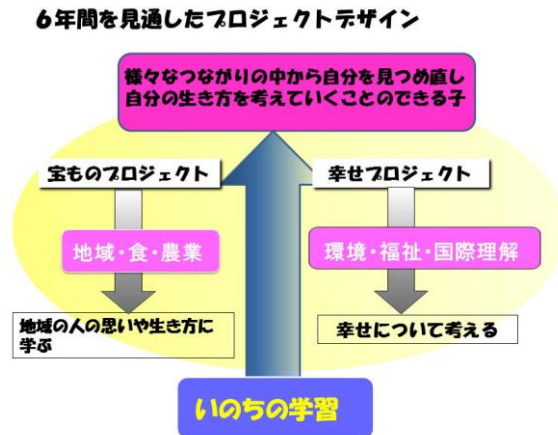 6年間を見通したプロジェクトデザイン
様々なつながりの中から自分を見つめ直し
自分の生き方を考えていくことのできる子
宝ものプロジェクト
幸せプロジェクト
地域・食・農業
環境・福祉・国際理解
地域の人の思いや生き方に
学ぶ
幸せについて考える
いのちの学習